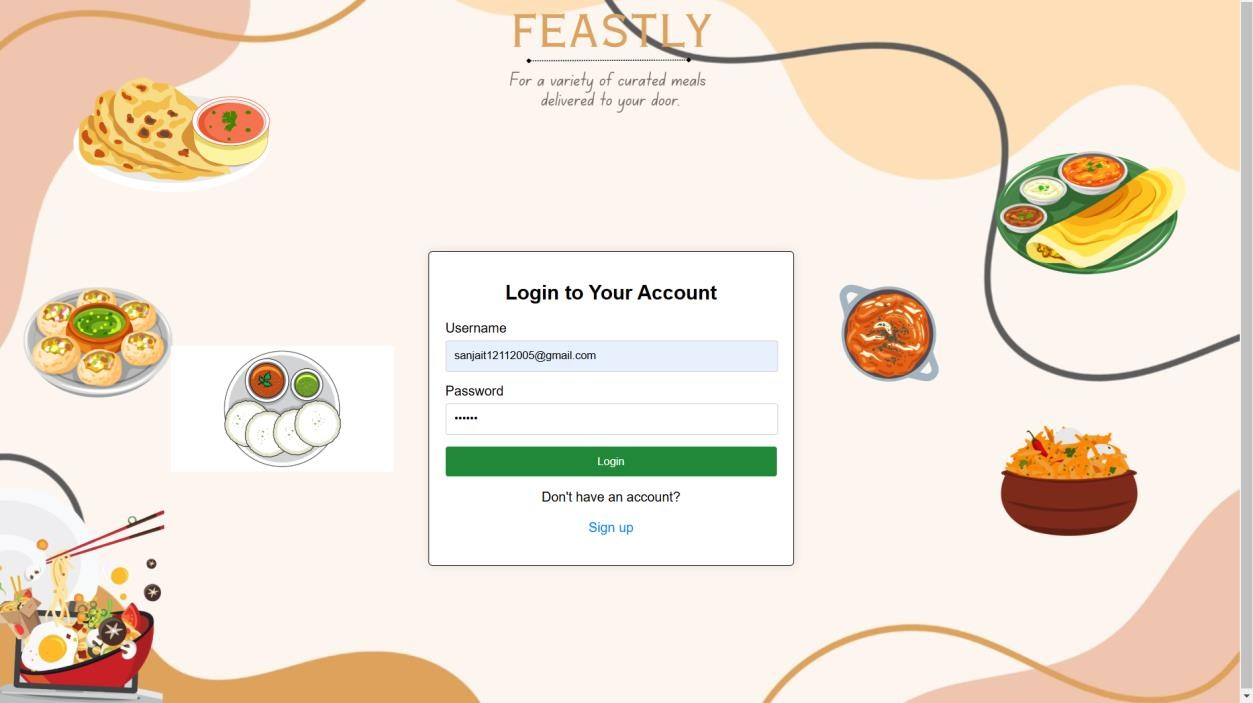 FEASTLY
For a variety of curated meals
delivered to your door.
Login to Your Account
Username
sanjait12112005@gmail.com
Password
••••••
Login
Don't have an account?
Sign up